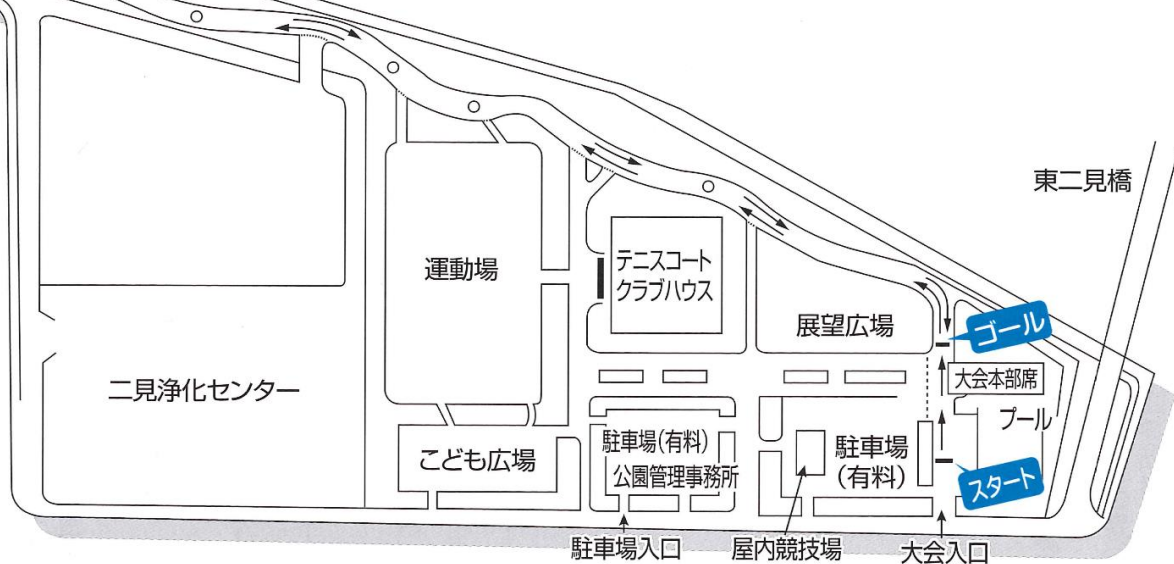 東二見橋
運動場
テニスコート
クラブハウス
展望広場
ゴール
大会本部席
二見浄化センター
プール
こども広場
駐車場(有料)
公園管理事務所
駐車場
(有料)
スタート
駐車場入口
屋内競技場
大会入口